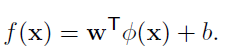 f(x) = wᵀϕ(x) + b.